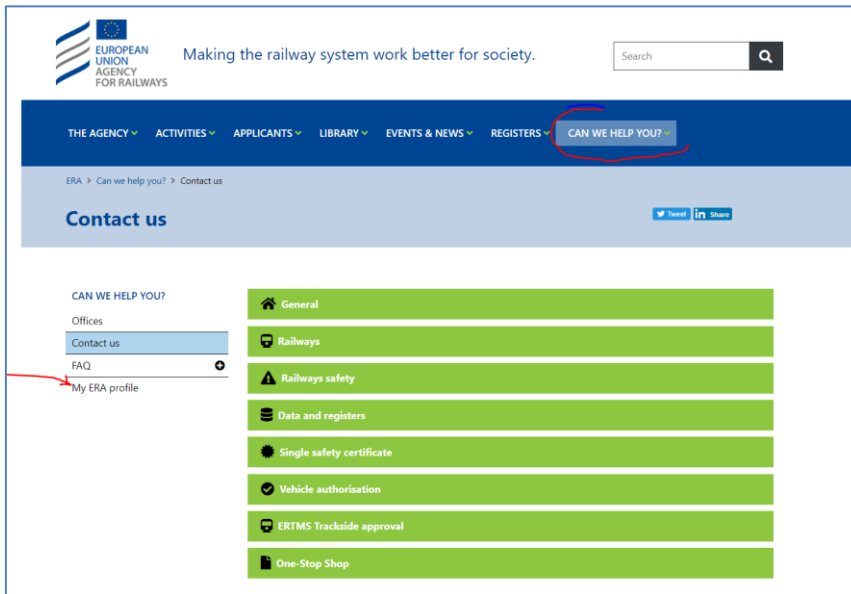 EUROPEAN
UNION
AGENCY
FOR RAILWAYS
Making the railway system work better for society.
Search
THE AGENCY ACTIVITIES APPLICANTS LIBRARY EVENTS & NEWS REGISTERS CAN WE HELP YOU?
ERA > Can we help you? > Contact us
Contact us
Tweet in Share
CAN WE HELP YOU?
Offices
Contact us
FAQ
My ERA profile
General
Railways
Railways safety
Data and registers
Single safety certificate
Vehicle authorisation
ERTMS Trackside approval
One-Stop Shop